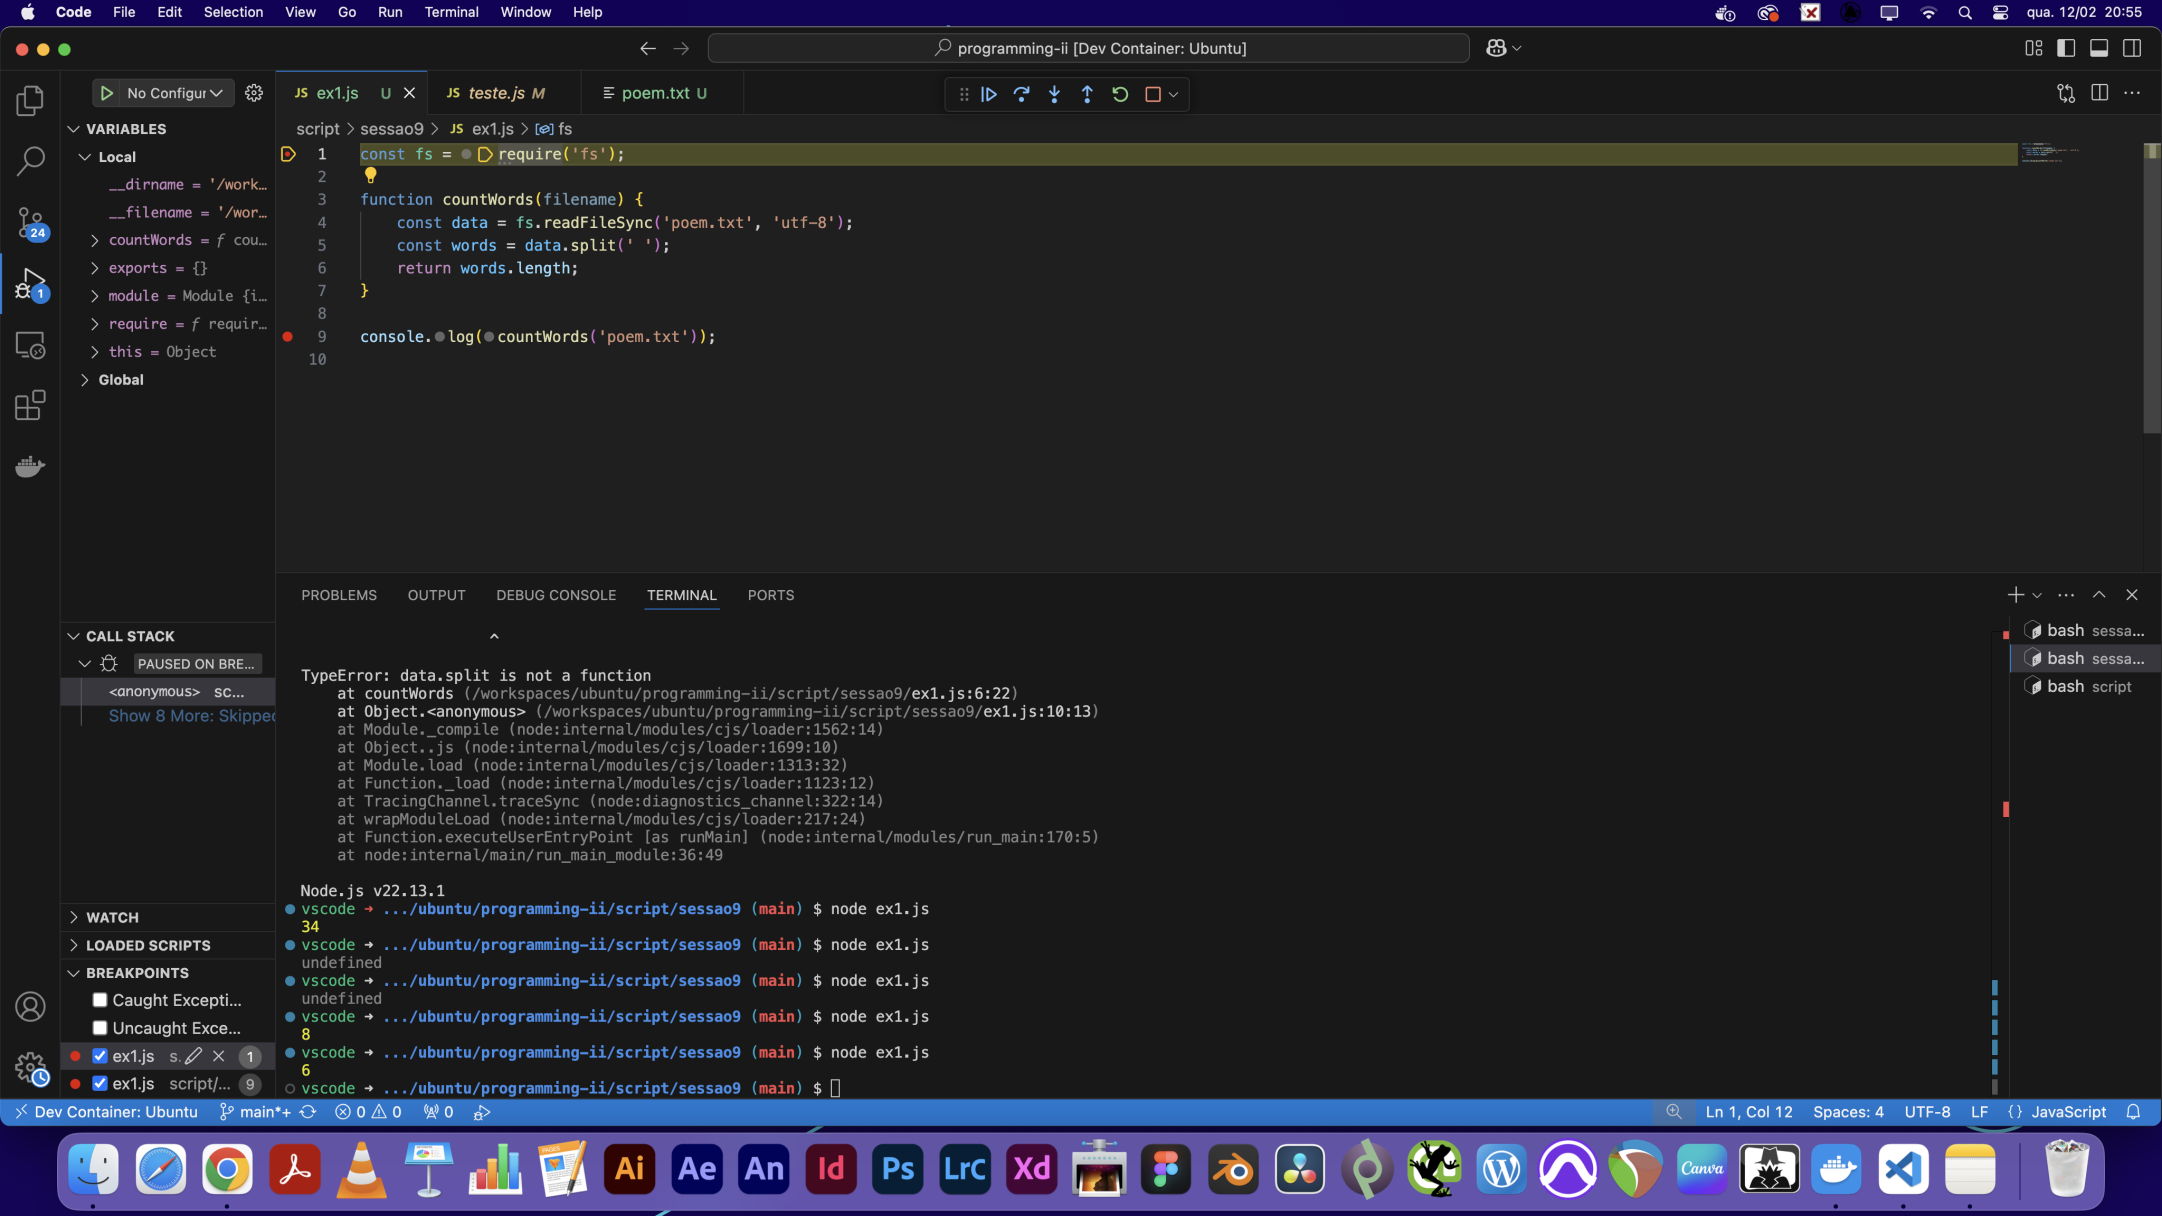 Code File Edit Selection View Go Run Terminal Window Help qua. 12/02 20:55
programming-ii [Dev Container: Ubuntu]
No Configur JS ex1.js U JS teste.js M poem.txt U
VARIABLES
Local
__dirname = '/work…
__filename = '/wor…
countWords = ƒ cou…
exports = {}
module = Module {i…
require = ƒ requir…
this = Object
Global
script > sessao9 > JS ex1.js > fs
1 const fs = require('fs');
2
3 function countWords(filename) {
4 const data = fs.readFileSync('poem.txt', 'utf-8');
5 const words = data.split(' ');
6 return words.length;
7 }
8
9 console.log(countWords('poem.txt'));
10
24
1
CALL STACK
PAUSED ON BRE…
<anonymous> sc…
Show 8 More: Skipped
WATCH
LOADED SCRIPTS
BREAKPOINTS
Caught Excepti…
Uncaught Exce…
ex1.js s. 1
ex1.js script/… 9
PROBLEMS OUTPUT DEBUG CONSOLE TERMINAL PORTS
^
TypeError: data.split is not a function
at countWords (/workspaces/ubuntu/programming-ii/script/sessao9/ex1.js:6:22)
at Object.<anonymous> (/workspaces/ubuntu/programming-ii/script/sessao9/ex1.js:10:13)
at Module._compile (node:internal/modules/cjs/loader:1562:14)
at Object..js (node:internal/modules/cjs/loader:1699:10)
at Module.load (node:internal/modules/cjs/loader:1313:32)
at Function._load (node:internal/modules/cjs/loader:1123:12)
at TracingChannel.traceSync (node:diagnostics_channel:322:14)
at wrapModuleLoad (node:internal/modules/cjs/loader:217:24)
at Function.executeUserEntryPoint [as runMain] (node:internal/modules/run_main:170:5)
at node:internal/main/run_main_module:36:49
Node.js v22.13.1
vscode ➜ .../ubuntu/programming-ii/script/sessao9 (main) $ node ex1.js
34
vscode ➜ .../ubuntu/programming-ii/script/sessao9 (main) $ node ex1.js
undefined
vscode ➜ .../ubuntu/programming-ii/script/sessao9 (main) $ node ex1.js
undefined
vscode ➜ .../ubuntu/programming-ii/script/sessao9 (main) $ node ex1.js
8
vscode ➜ .../ubuntu/programming-ii/script/sessao9 (main) $ node ex1.js
6
vscode ➜ .../ubuntu/programming-ii/script/sessao9 (main) $
bash sessa…
bash sessa…
bash script
Dev Container: Ubuntu main*+ 0 0 0 Ln 1, Col 12 Spaces: 4 UTF-8 LF {} JavaScript
Ai Ae An Id Ps LrC Xd Canva